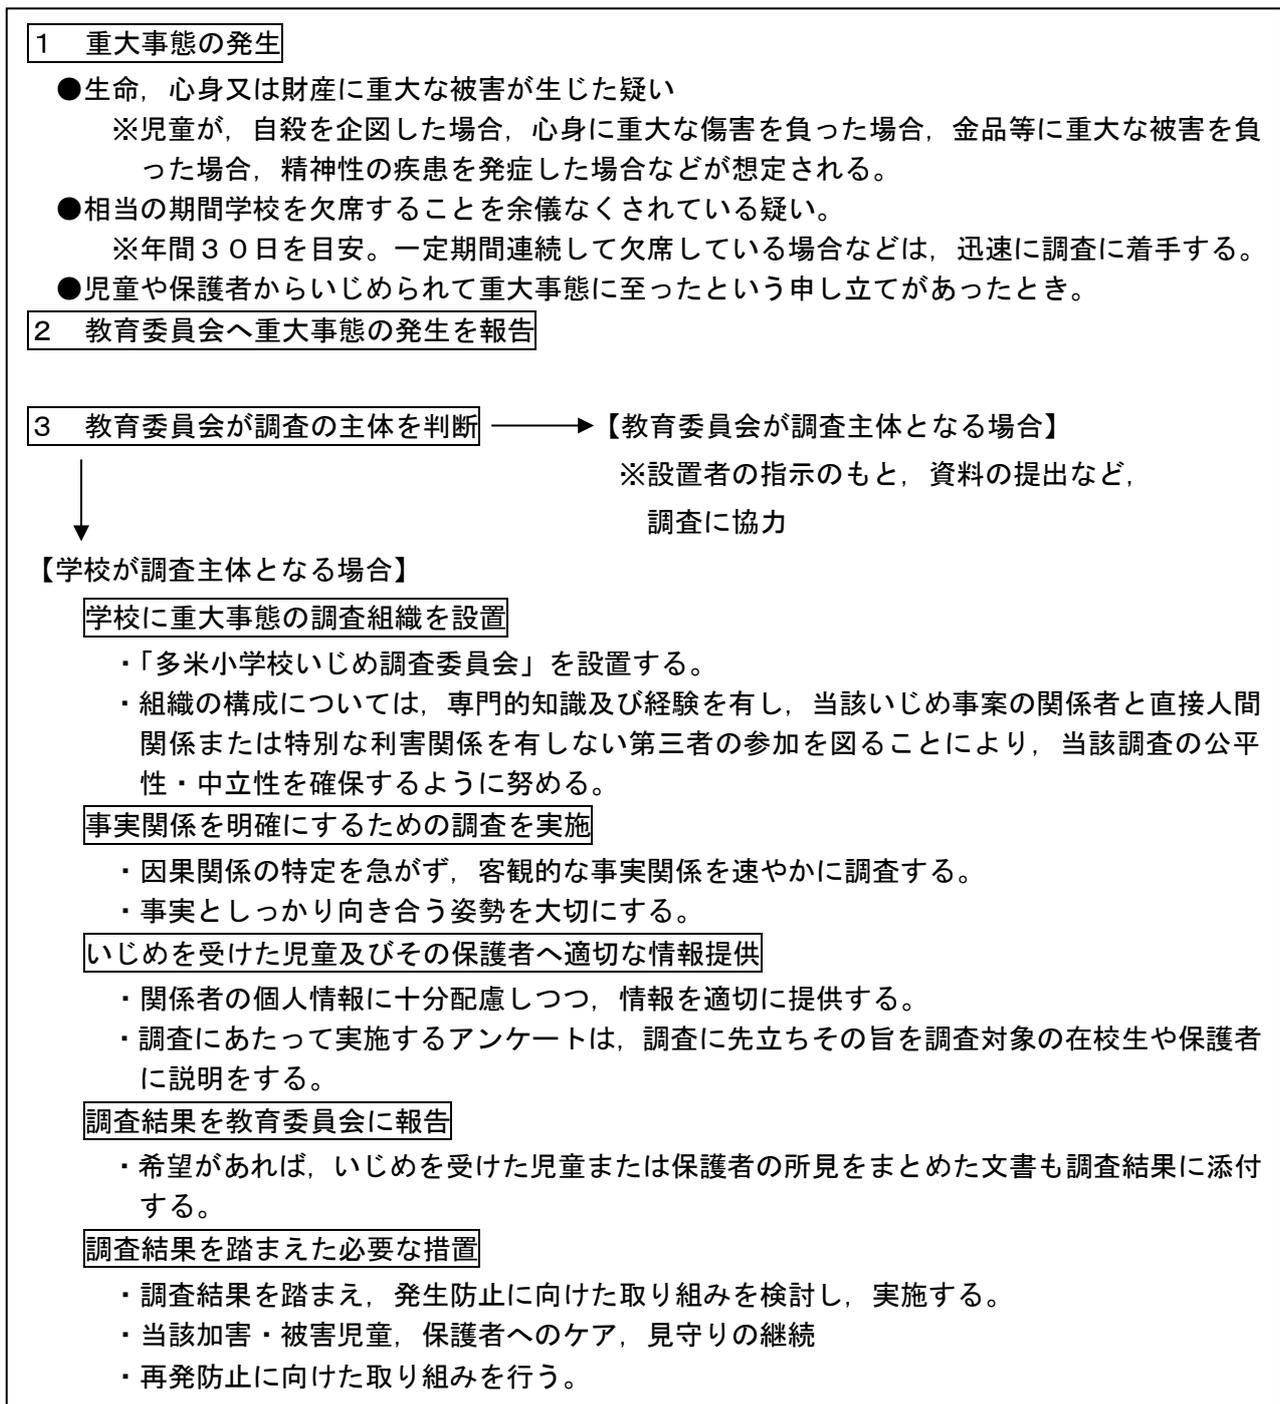 １　重大事態の発生
●生命，心身又は財産に重大な被害が生じた疑い
※児童が，自殺を企図した場合，心身に重大な傷害を負った場合，金品等に重大な被害を負
った場合，精神性の疾患を発症した場合などが想定される。
●相当の期間学校を欠席することを余儀なくされている疑い。
※年間３０日を目安。一定期間連続して欠席している場合などは，迅速に調査に着手する。
●児童や保護者からいじめられて重大事態に至ったという申し立てがあったとき。
２　教育委員会へ重大事態の発生を報告
３　教育委員会が調査の主体を判断 → 【教育委員会が調査主体となる場合】
※設置者の指示のもと，資料の提出など，
調査に協力
【学校が調査主体となる場合】
学校に重大事態の調査組織を設置
・「多米小学校いじめ調査委員会」を設置する。
・組織の構成については，専門的知識及び経験を有し，当該いじめ事案の関係者と直接人間
関係または特別な利害関係を有しない第三者の参加を図ることにより，当該調査の公平
性・中立性を確保するように努める。
事実関係を明確にするための調査を実施
・因果関係の特定を急がず，客観的な事実関係を速やかに調査する。
・事実としっかり向き合う姿勢を大切にする。
いじめを受けた児童及びその保護者へ適切な情報提供
・関係者の個人情報に十分配慮しつつ，情報を適切に提供する。
・調査にあたって実施するアンケートは，調査に先立ちその旨を調査対象の在校生や保護者
に説明をする。
調査結果を教育委員会に報告
・希望があれば，いじめを受けた児童または保護者の所見をまとめた文書も調査結果に添付
する。
調査結果を踏まえた必要な措置
・調査結果を踏まえ，発生防止に向けた取り組みを検討し，実施する。
・当該加害・被害児童，保護者へのケア，見守りの継続
・再発防止に向けた取り組みを行う。